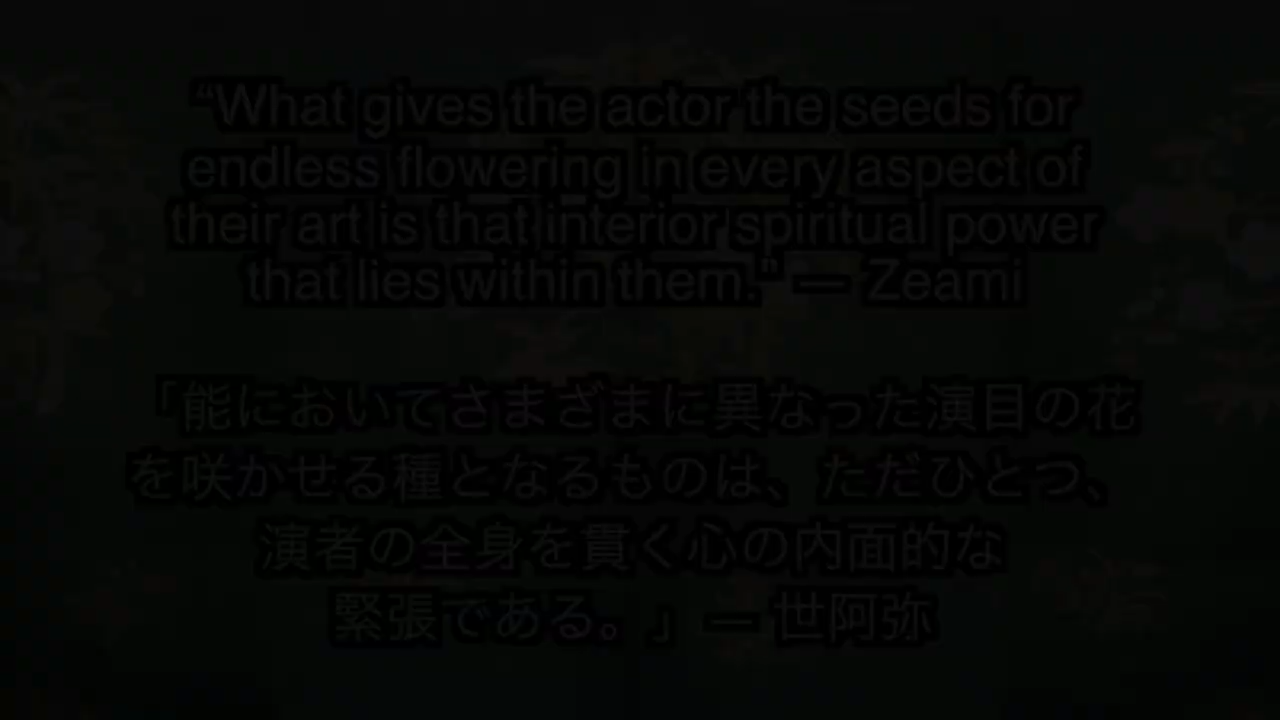 “What gives the actor the seeds for
endless flowering in every aspect of
their art is that interior spiritual power
that lies within them." — Zeami
「能においてさまざまに異なった演目の花
を咲かせる種となるものは、ただひとつ、
演者の全身を貫く心の内面的な
緊張である。」— 世阿弥